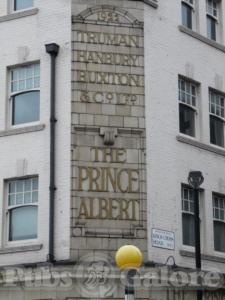 TRUMAN
HANBURY
BUXTON
& Co LTD
THE
PRINCE
ALBERT
Pubs Galore